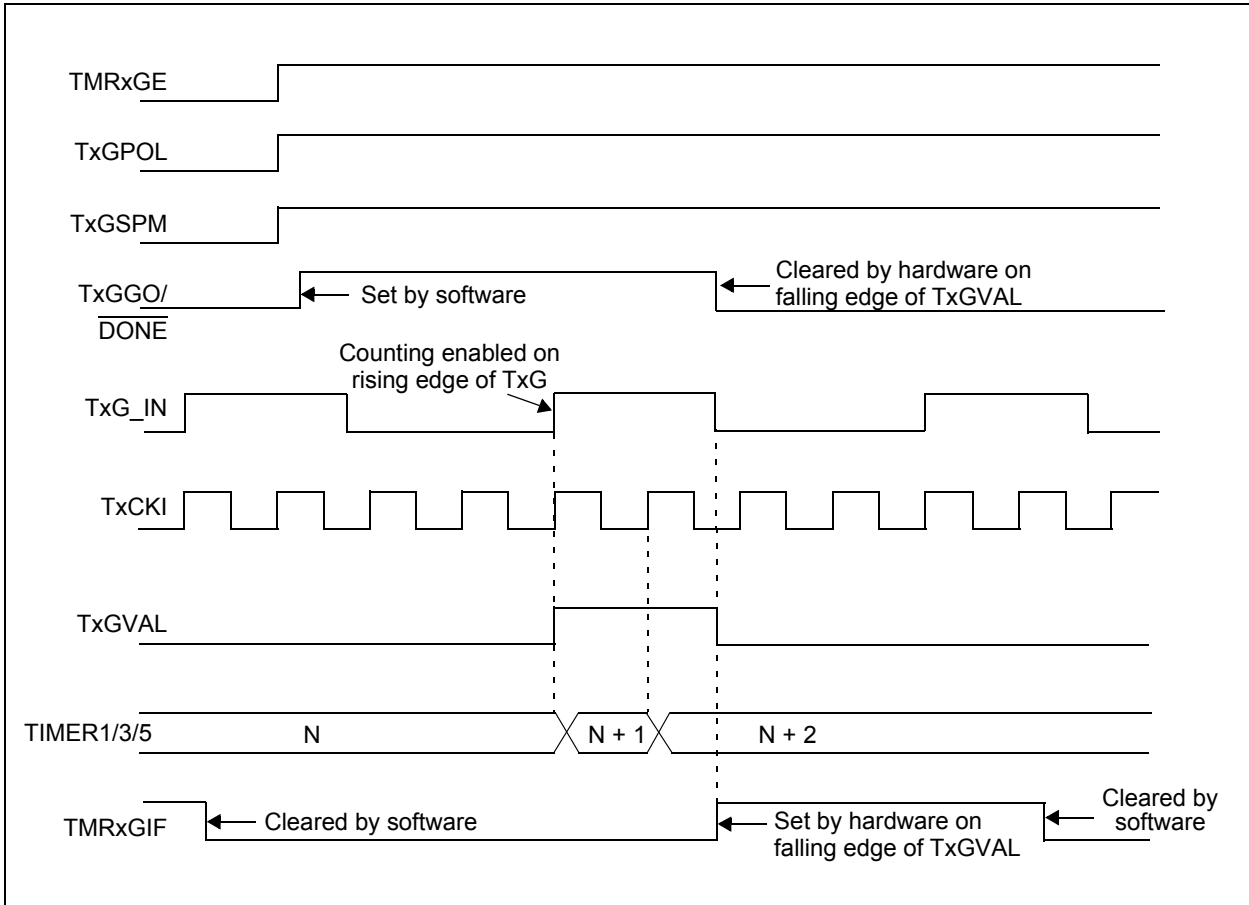 TMRxGE
TxGPOL
TxGSPM
TxGGO/
DONE
Set by software
Cleared by hardware on
falling edge of TxGVAL
Counting enabled on
rising edge of TxG
TxG_IN
TxCKI
TxGVAL
TIMER1/3/5
N
N + 1
N + 2
TMRxGIF
Cleared by software
Set by hardware on
falling edge of TxGVAL
Cleared by
software